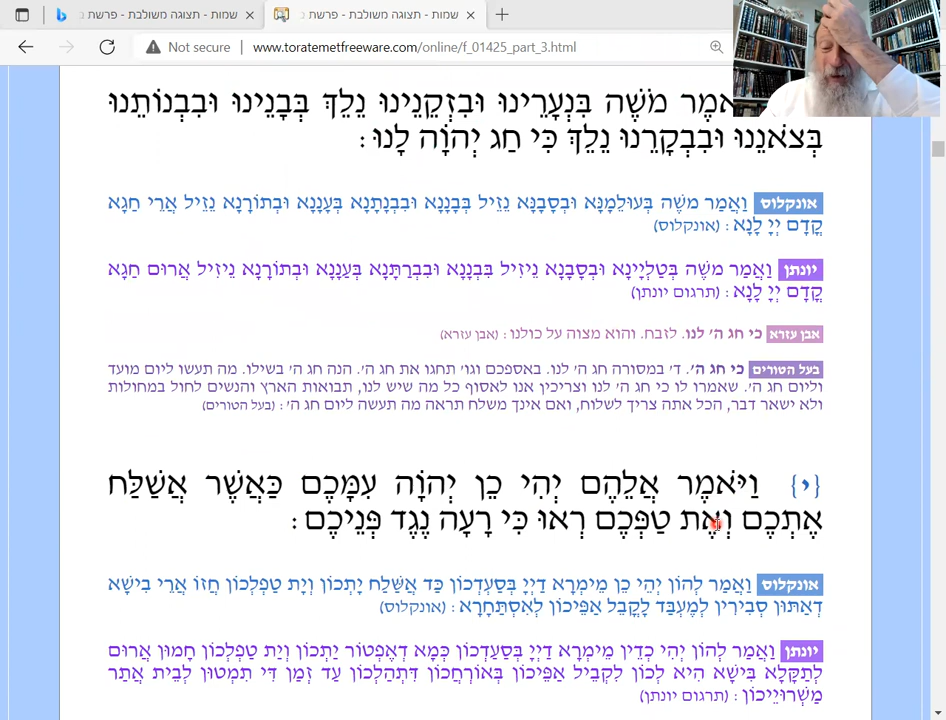 שמות - תצוגה משולבת - פרשת ב
שמות - תצוגה משולבת - פרשת ב
Not secure
www.toratemetfreeware.com/online/f_01425_part_3.html
אמֶר מֹשֶׁה בִּנְעָרֵינוּ וּבִזְקֵנֵינוּ נֵלֵךְ בְּבָנֵינוּ וּבִבְנוֹתֵנוּ
בְּצֹאנֵנוּ וּבִבְקָרֵנוּ נֵלֵךְ כִּי חַג יְהוָֹה לָנוּ:
אונקלוס וַאֲמַר משֶׁה בְּעוּלֵמָנָא וּבְסָבָנָא נֵזִיל בִּבְנָנָא וּבִבְנָתָנָא בְּעָנָנָא וּבְתוֹרָנָא נֵזִיל אֲרֵי חַגָּא
קֳדָם יְיָ לָנָא: (אונקלוס)
יונתן וַאֲמַר משֶׁה בְּטַלְיָינָא וּבְסָבָנָא נֵיזִיל בִּבְנָנָא וּבִבְרַתָּנָא בְּעַנָנָא וּבְתוֹרָנָא נֵיזִיל אֲרוּם חַגָא
קֳדָם יְיָ לָנָא: (תרגום יונתן)
אבן עזרא כי חג ה' לנו. לזבח. והוא מצוה על כולנו: (אבן עזרא)
בעל הטורים כי חג ה'. ד' במסורה חג ה' לנו. באספכם וגו' תחגו את חג ה'. הנה חג ה' בשילו. מה תעשו ליום מועד
וליום חג ה'. שאמרו לו כי חג ה' לנו וצריכין אנו לאסוף כל מה שיש לנו, תבואות הארץ והנשים לחול במחולות
ולא ישאר דבר, הכל אתה צריך לשלוח, ואם אינך משלח תראה מה תעשה ליום חג ה': (בעל הטורים)
{י} וַיֹּאמֶר אֲלֵהֶם יְהִי כֵן יְהוָֹה עִמָּכֶם כַּאֲשֶׁר אֲשַׁלַּח
אֶתְכֶם וְאֶת טַפְּכֶם רְאוּ כִּי רָעָה נֶגֶד פְּנֵיכֶם:
אונקלוס וַאֲמַר לְהוֹן יְהֵי כֵן מֵימְרָא דַיְיָ בְּסַעְדְכוֹן כַּד אֲשַׁלַּח יָתְכוֹן וְיָת טַפְלְכוֹן חֲזוֹ אֲרֵי בִישָׁא
דְאַתּוּן סְבִירִין לְמֶעְבַּד לָקֳבֵל אַפֵּיכוֹן לְאִסְתַּחָרָא: (אונקלוס)
יונתן וַאֲמַר לְהוֹן יְהֵי כְדֵין מֵימְרָא דַיְיָ בְּסַעְדְכוֹן כְּמָא דְאֶפְטוֹר יַתְכוֹן וְיַת טַפְלְכוֹן חָמוּן אֲרוּם
לְתַקָלָא בִּישָׁא הִיא לְכוֹן לִקְבֵיל אַפֵּיכוֹן בְּאוֹרְחֲכוֹן דִתְהַלְכוּן עַד זְמַן דִי תִמְטוּן לְבֵית אֲתַר
מַשְׁרוֹיֵיכוֹן: (תרגום יונתן)